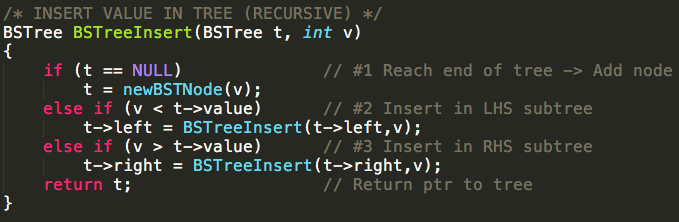 /* INSERT VALUE IN TREE (RECURSIVE) */
BSTree BSTreeInsert(BSTree t, int v)
{
    if (t == NULL)              // #1 Reach end of tree -> Add node
        t = newBSTNode(v);
    else if (v < t->value)      // #2 Insert in LHS subtree
        t->left = BSTreeInsert(t->left,v);
    else if (v > t->value)      // #3 Insert in RHS subtree
        t->right = BSTreeInsert(t->right,v);
    return t;                   // Return ptr to tree
}